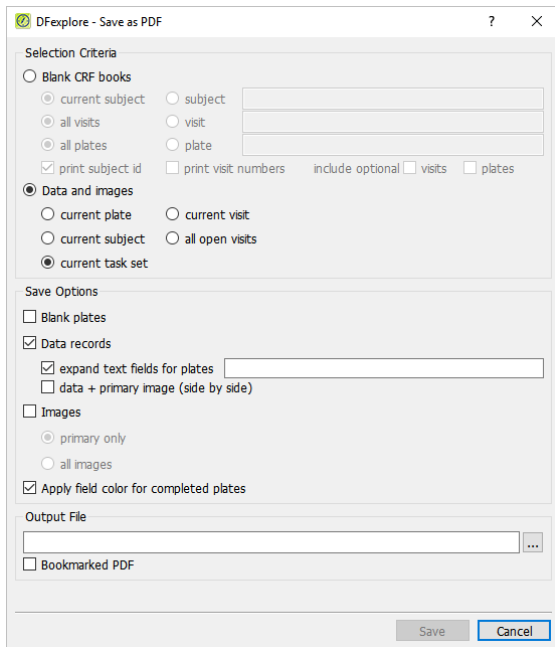 DFexplore - Save as PDF ? ×
Selection Criteria
Blank CRF books
current subject subject
all visits visit
all plates plate
print subject id print visit numbers include optional visits plates
Data and images
current plate current visit
current subject all open visits
current task set
Save Options
Blank plates
Data records
expand text fields for plates
data + primary image (side by side)
Images
primary only
all images
Apply field color for completed plates
Output File
...
Bookmarked PDF
Save Cancel